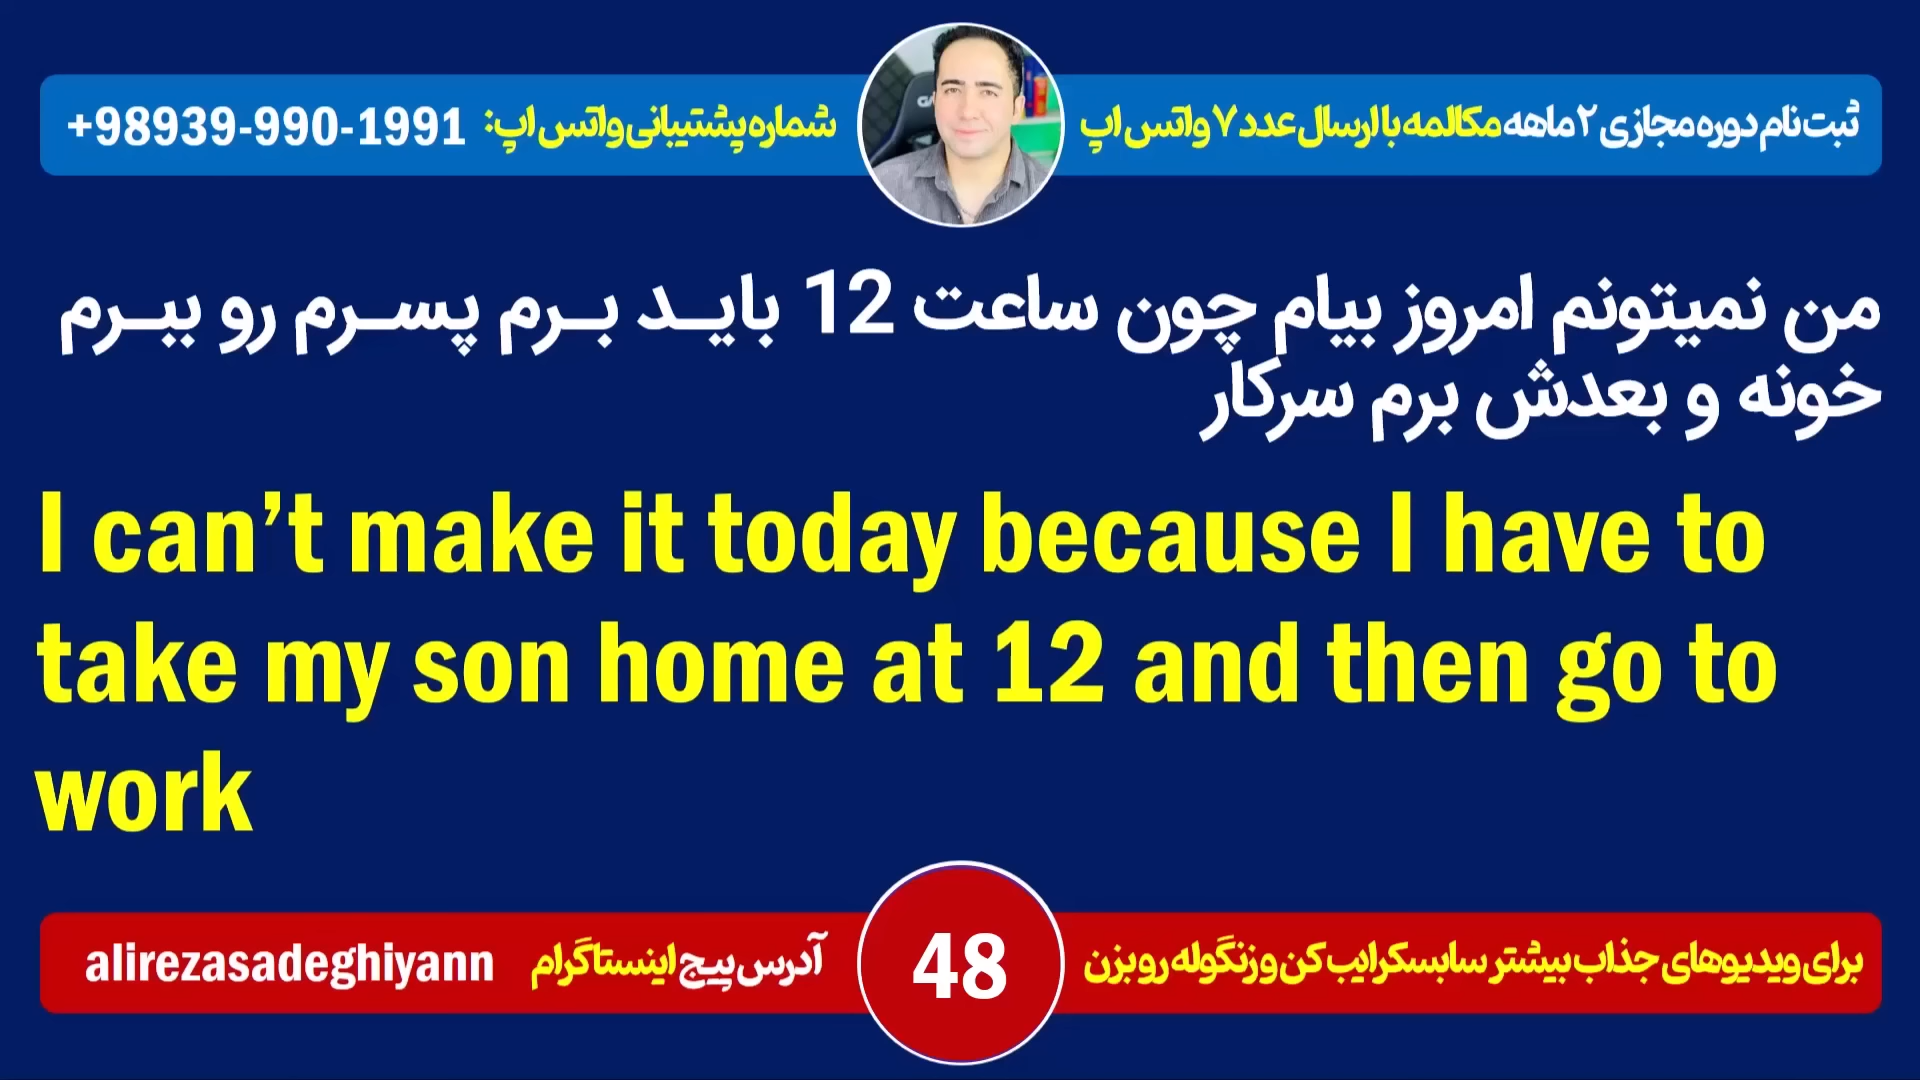 ثبت نام دوره مجازی ۲ ماهه مکالمه با ارسال عدد ۷ واتس اپ
شماره پشتیبانی واتس اپ: +98939-990-1991
من نمیتونم امروز بیام چون ساعت 12 بایـد بـرم پسـرم رو ببـرم
خونه و بعدش برم سرکار
I can’t make it today because I have to
take my son home at 12 and then go to
work
برای ویدیوهای جذاب بیشتر سابسکرایب کن و زنگوله رو بزن
48
آدرس پیج اینستاگرام alirezasadeghiyann